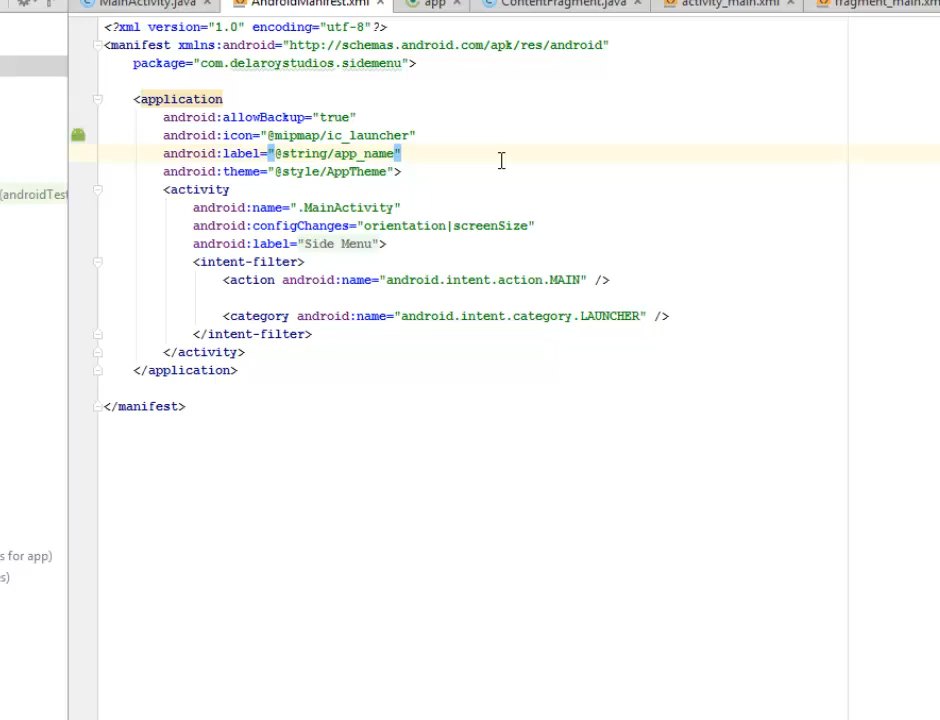 MainActivity.java AndroidManifest.xml app ContentFragment.java activity_main.xml fragment_main.xm
<?xml version="1.0" encoding="utf-8"?>
<manifest xmlns:android="http://schemas.android.com/apk/res/android"
package="com.delaroystudios.sidemenu">
<application
android:allowBackup="true"
android:icon="@mipmap/ic_launcher"
android:label="@string/app_name"
android:theme="@style/AppTheme">
<activity
android:name=".MainActivity"
android:configChanges="orientation|screenSize"
android:label="Side Menu">
<intent-filter>
<action android:name="android.intent.action.MAIN" />
<category android:name="android.intent.category.LAUNCHER" />
</intent-filter>
</activity>
</application>
</manifest>
(androidTest
s for app)
s)